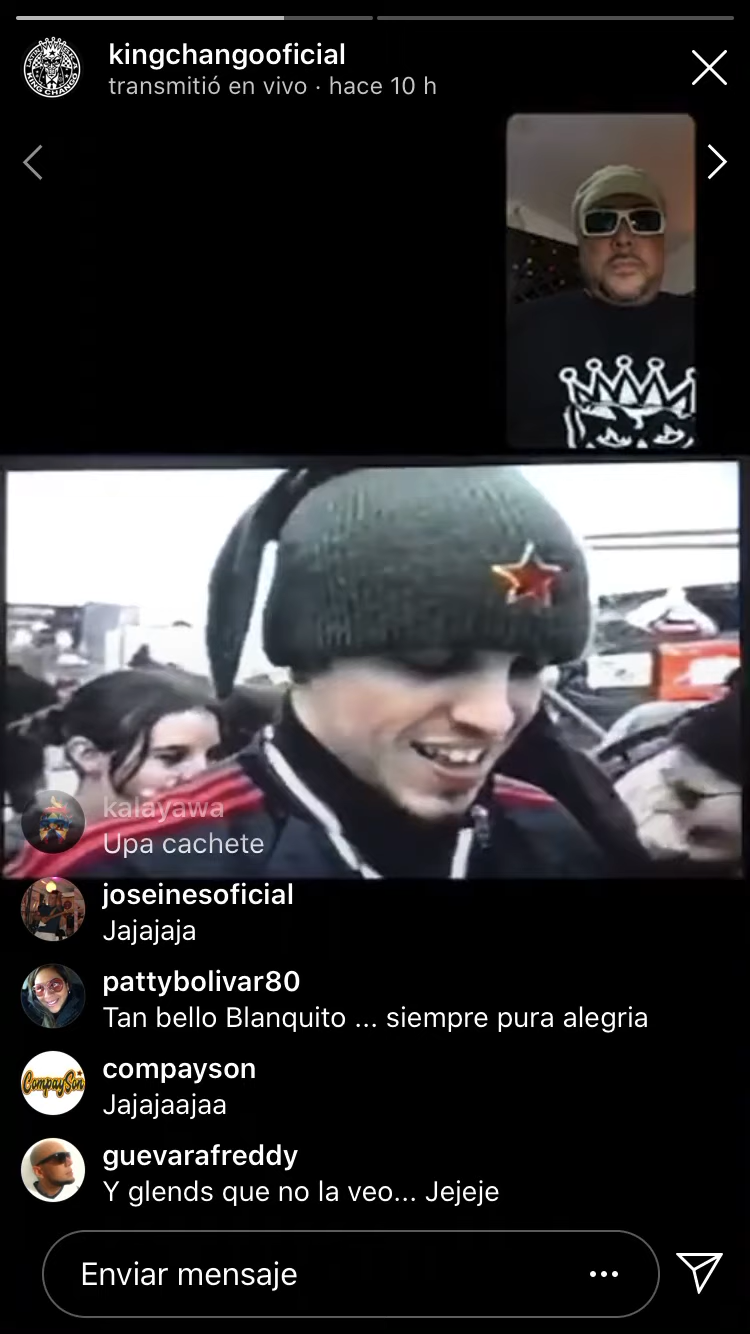 kingchangooficial
transmitió en vivo · hace 10 h
kalayawa
Upa cachete
joseinesoficial
Jajajaja
pattybolivar80
Tan bello Blanquito ... siempre pura alegria
CompaySon
compayson
Jajajaajaa
guevarafreddy
Y glends que no la veo... Jejeje
Enviar mensaje